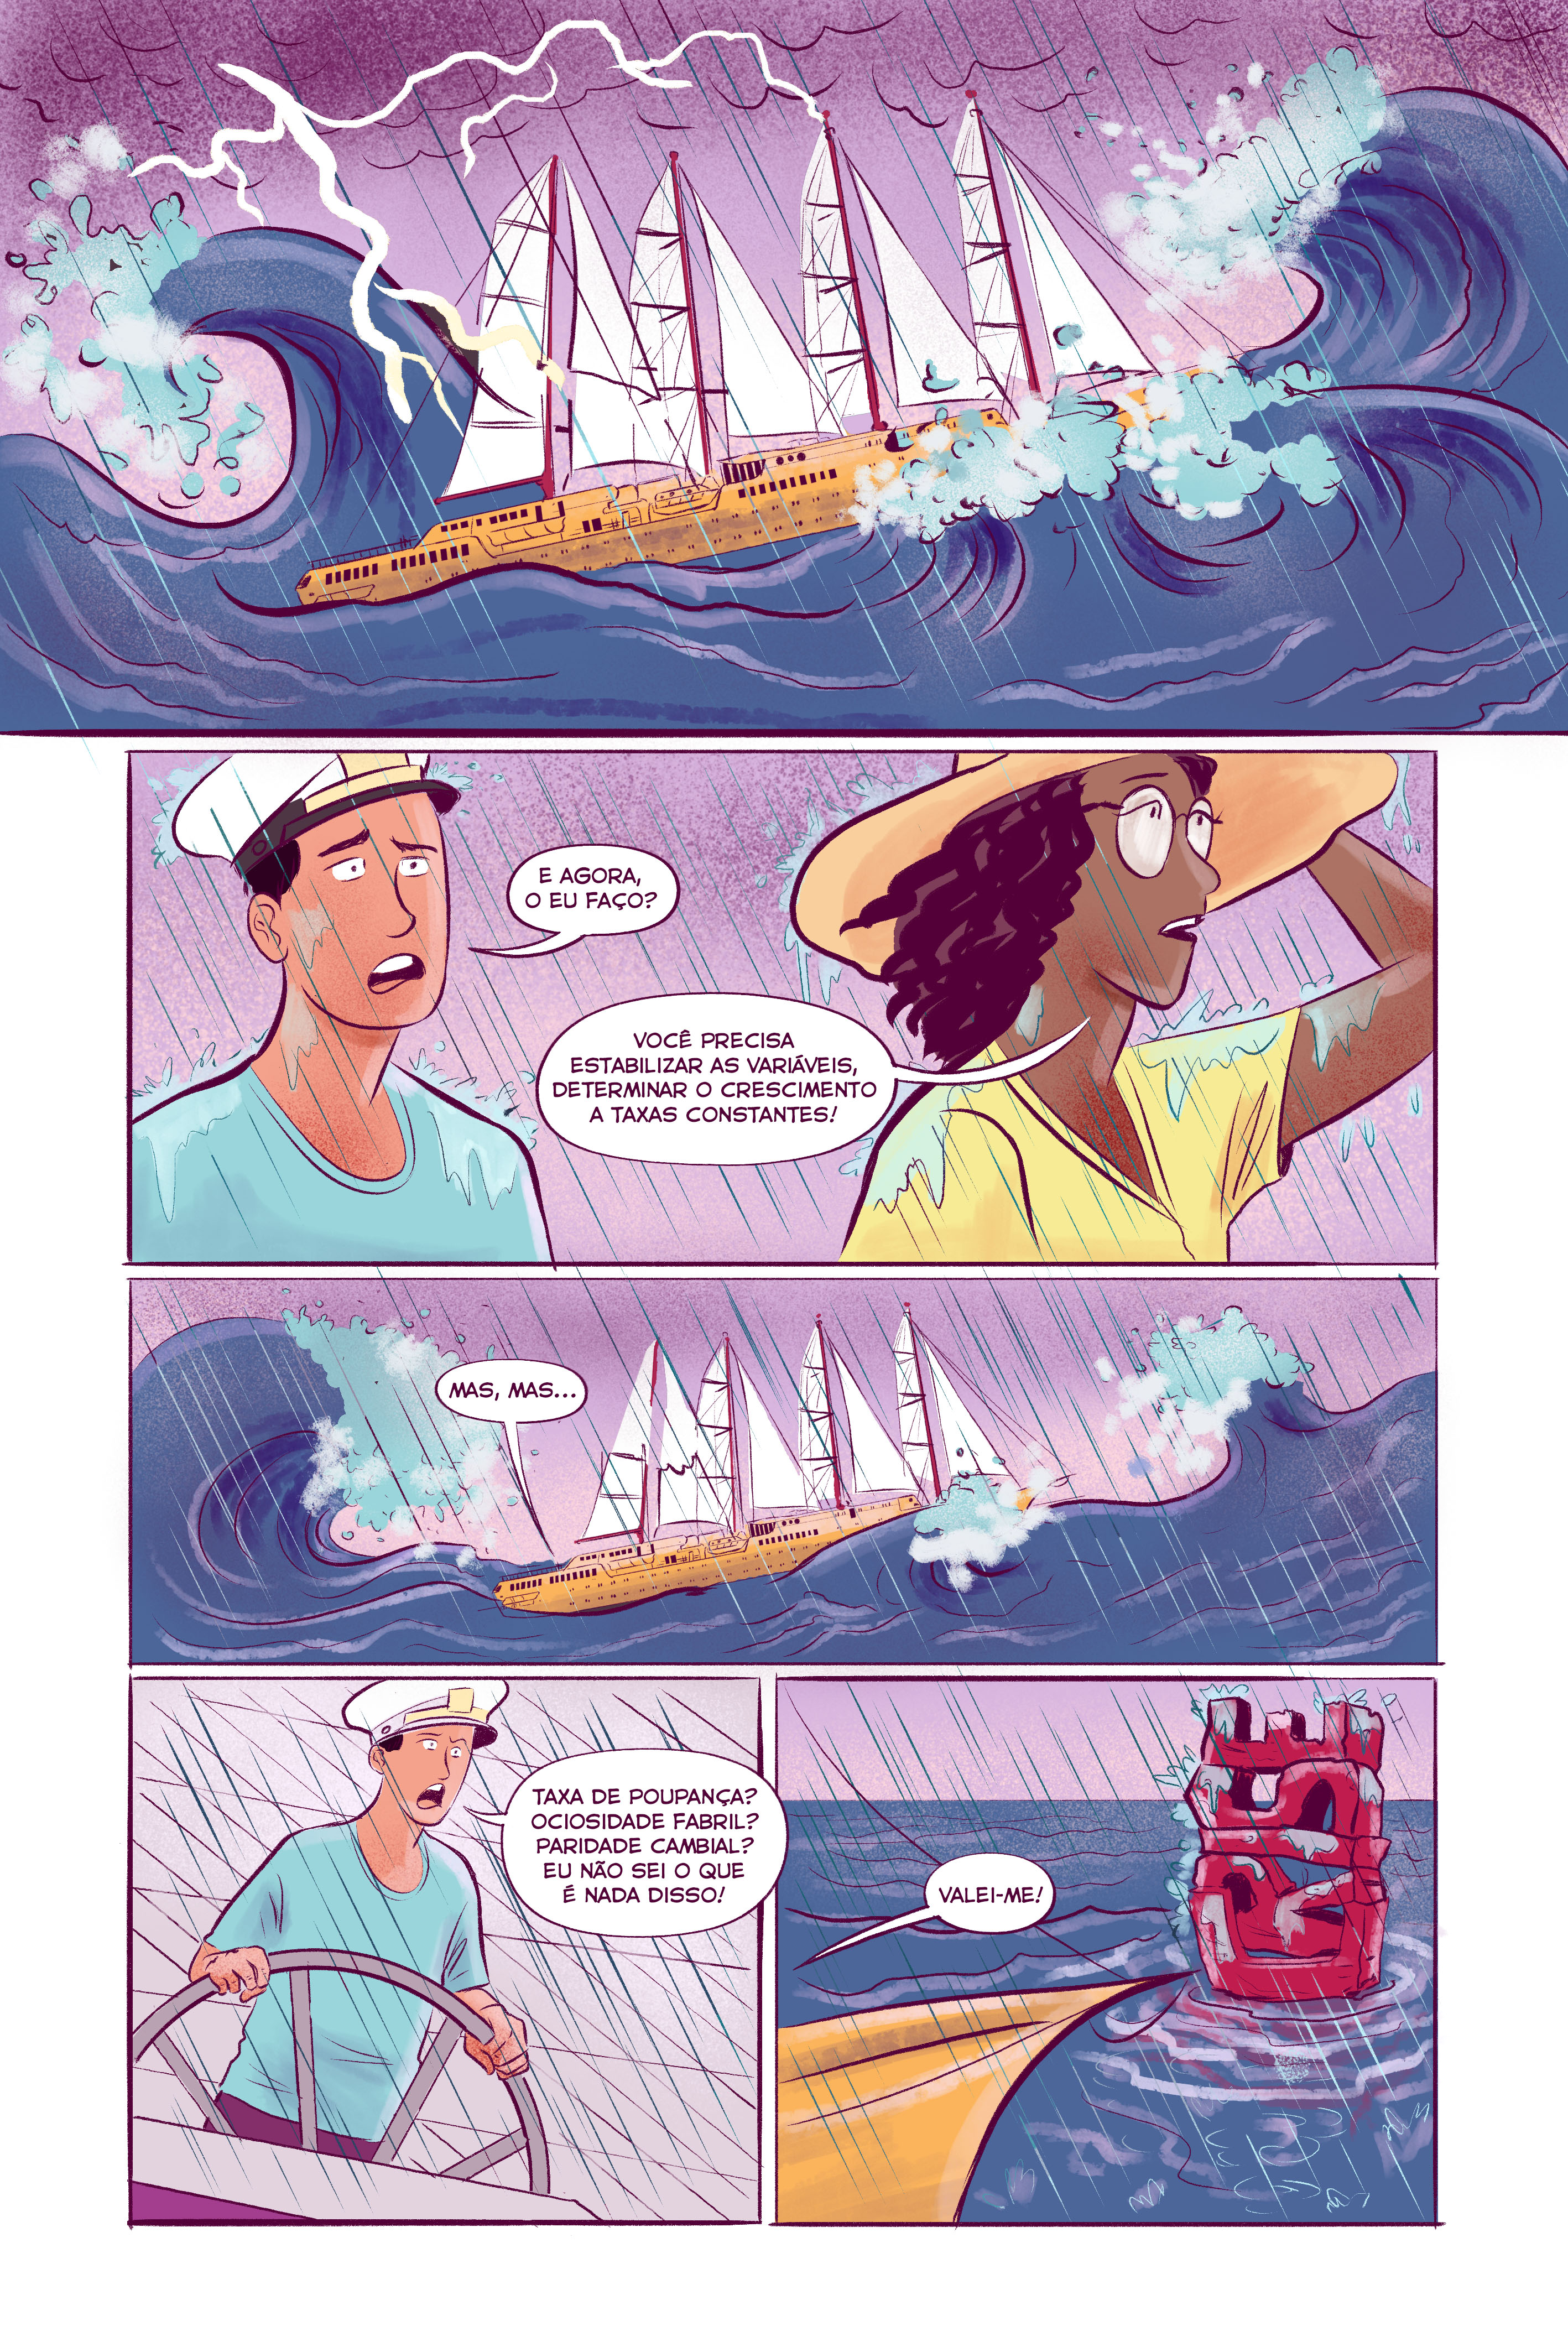 E AGORA,
O EU FAÇO?
VOCÊ PRECISA
ESTABILIZAR AS VARIÁVEIS,
DETERMINAR O CRESCIMENTO
A TAXAS CONSTANTES!
MAS, MAS...
TAXA DE POUPANÇA?
OCIOSIDADE FABRIL?
PARIDADE CAMBIAL?
EU NÃO SEI O QUE
É NADA DISSO!
VALEI-ME!